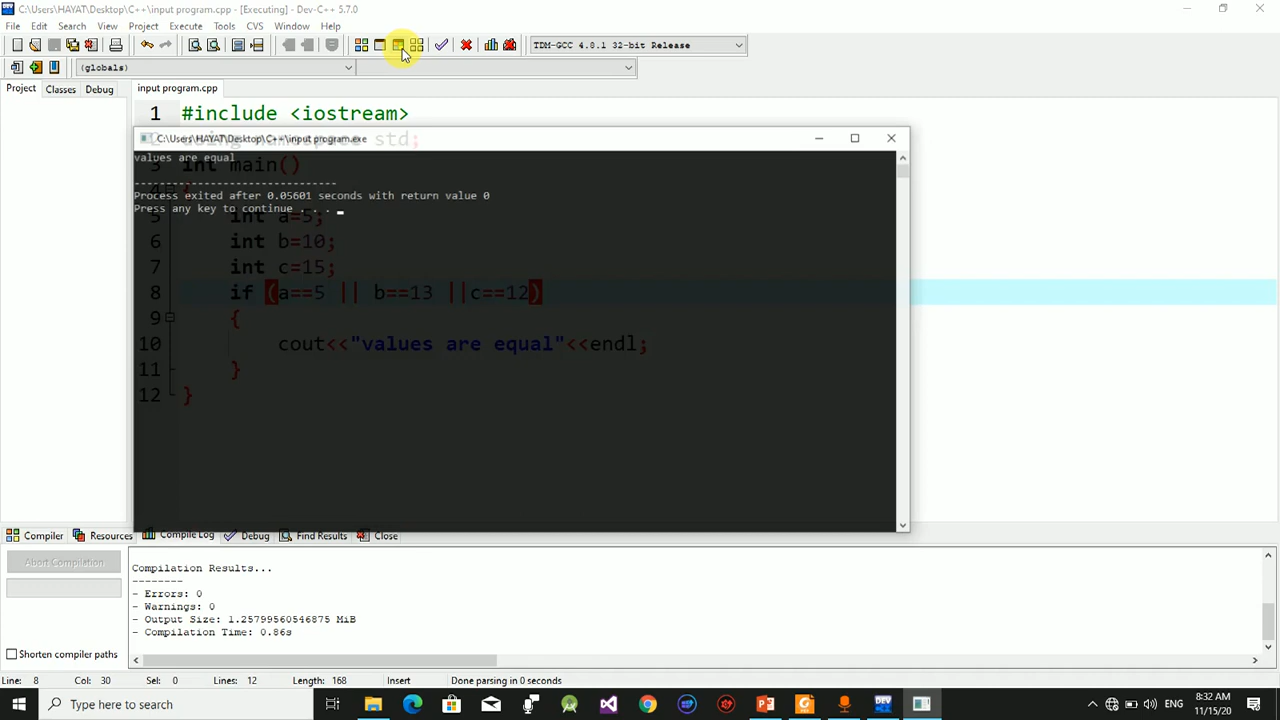 C:\Users\HAYAT\Desktop\C++\input program.cpp - [Executing] - Dev-C++ 5.7.0
File Edit Search View Project Execute Tools CVS Window Help
TDM-GCC 4.8.1 32-bit Release
(globals)
Project Classes Debug input program.cpp
1 #include <iostream>
C:\Users\HAYAT\Desktop\C++\input program.exe
std;
values are equal
int main()
--------------------------------
Process exited after 0.05601 seconds with return value 0
Press any key to continue . . .
5 int a=5;
6 int b=10;
7 int c=15;
8 if (a==5 || b==13 ||c==12)
9 {
10 cout<<"values are equal"<<endl;
11 }
12 }
Compiler Resources Compile Log Debug Find Results Close
Abort Compilation
Shorten compiler paths
Compilation Results...
--------
- Errors: 0
- Warnings: 0
- Output Size: 1.25799560546875 MiB
- Compilation Time: 0.86s
Line: 8 Col: 30 Sel: 0 Lines: 12 Length: 168 Insert Done parsing in 0 seconds
Type here to search
DEV
8:32 AM
11/15/20